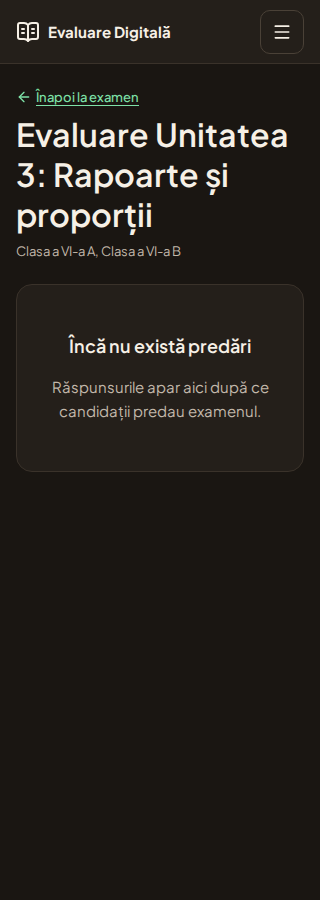 Evaluare Digitală
Înapoi la examen
Evaluare Unitatea
3: Rapoarte și
proporții
Clasa a VI-a A, Clasa a VI-a B
Încă nu există predări
Răspunsurile apar aici după ce
candidații predau examenul.